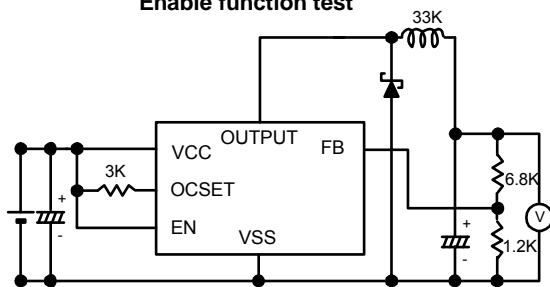 Enable function test
33K
OUTPUT
VCC
FB
3K
OCSET
6.8K
+
EN
+
V
-
VSS
1.2K
-